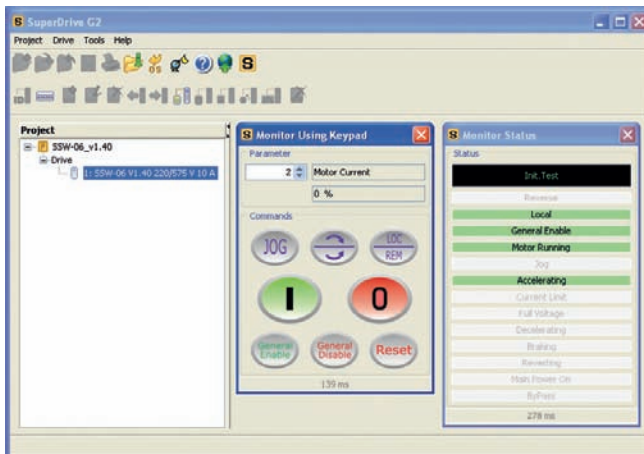 SuperDrive G2
Project Drive Tools Help
Project
SSW-06_v1.40
Drive
1: SSW-06 V1.40 220/575 V 10 A
S Monitor Using Keypad
Parameter
2 Motor Current
0 %
Commands
JOG
LOC
REM
I
0
General
Enable
General
Disable
Reset
139 ms
S Monitor Status
Status
Init.Test
Reverse
Local
General Enable
Motor Running
Jog
Accelerating
Current Limit
Full Voltage
Decelerating
Braking
Reverting
Main Power On
ByPass
278 ms